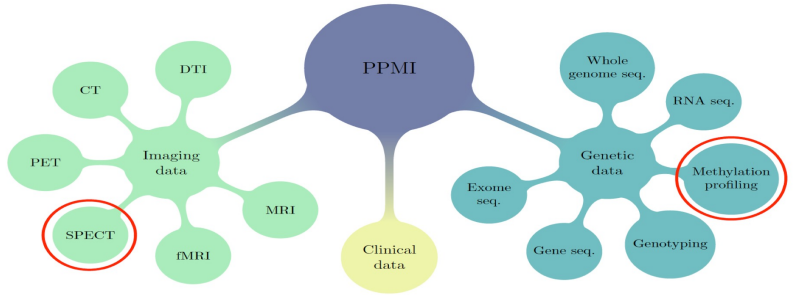 PPMI
Imaging
data
DTI
CT
PET
SPECT
fMRI
MRI
Clinical
data
Genetic
data
Whole
genome seq.
RNA seq.
Methylation
profiling
Genotyping
Gene seq.
Exome
seq.